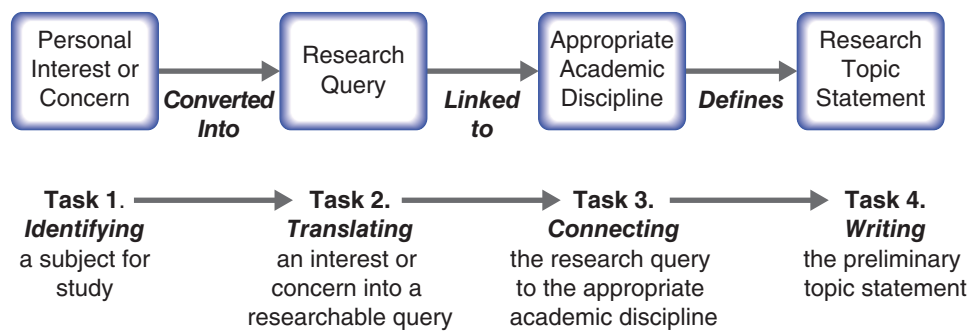 Personal
Interest or
Concern
Converted
Into
Research
Query
Linked
to
Appropriate
Academic
Discipline
Defines
Research
Topic
Statement
Task 1.
Identifying
a subject for
study
Task 2.
Translating
an interest or
concern into a
researchable query
Task 3.
Connecting
the research query
to the appropriate
academic discipline
Task 4.
Writing
the preliminary
topic statement